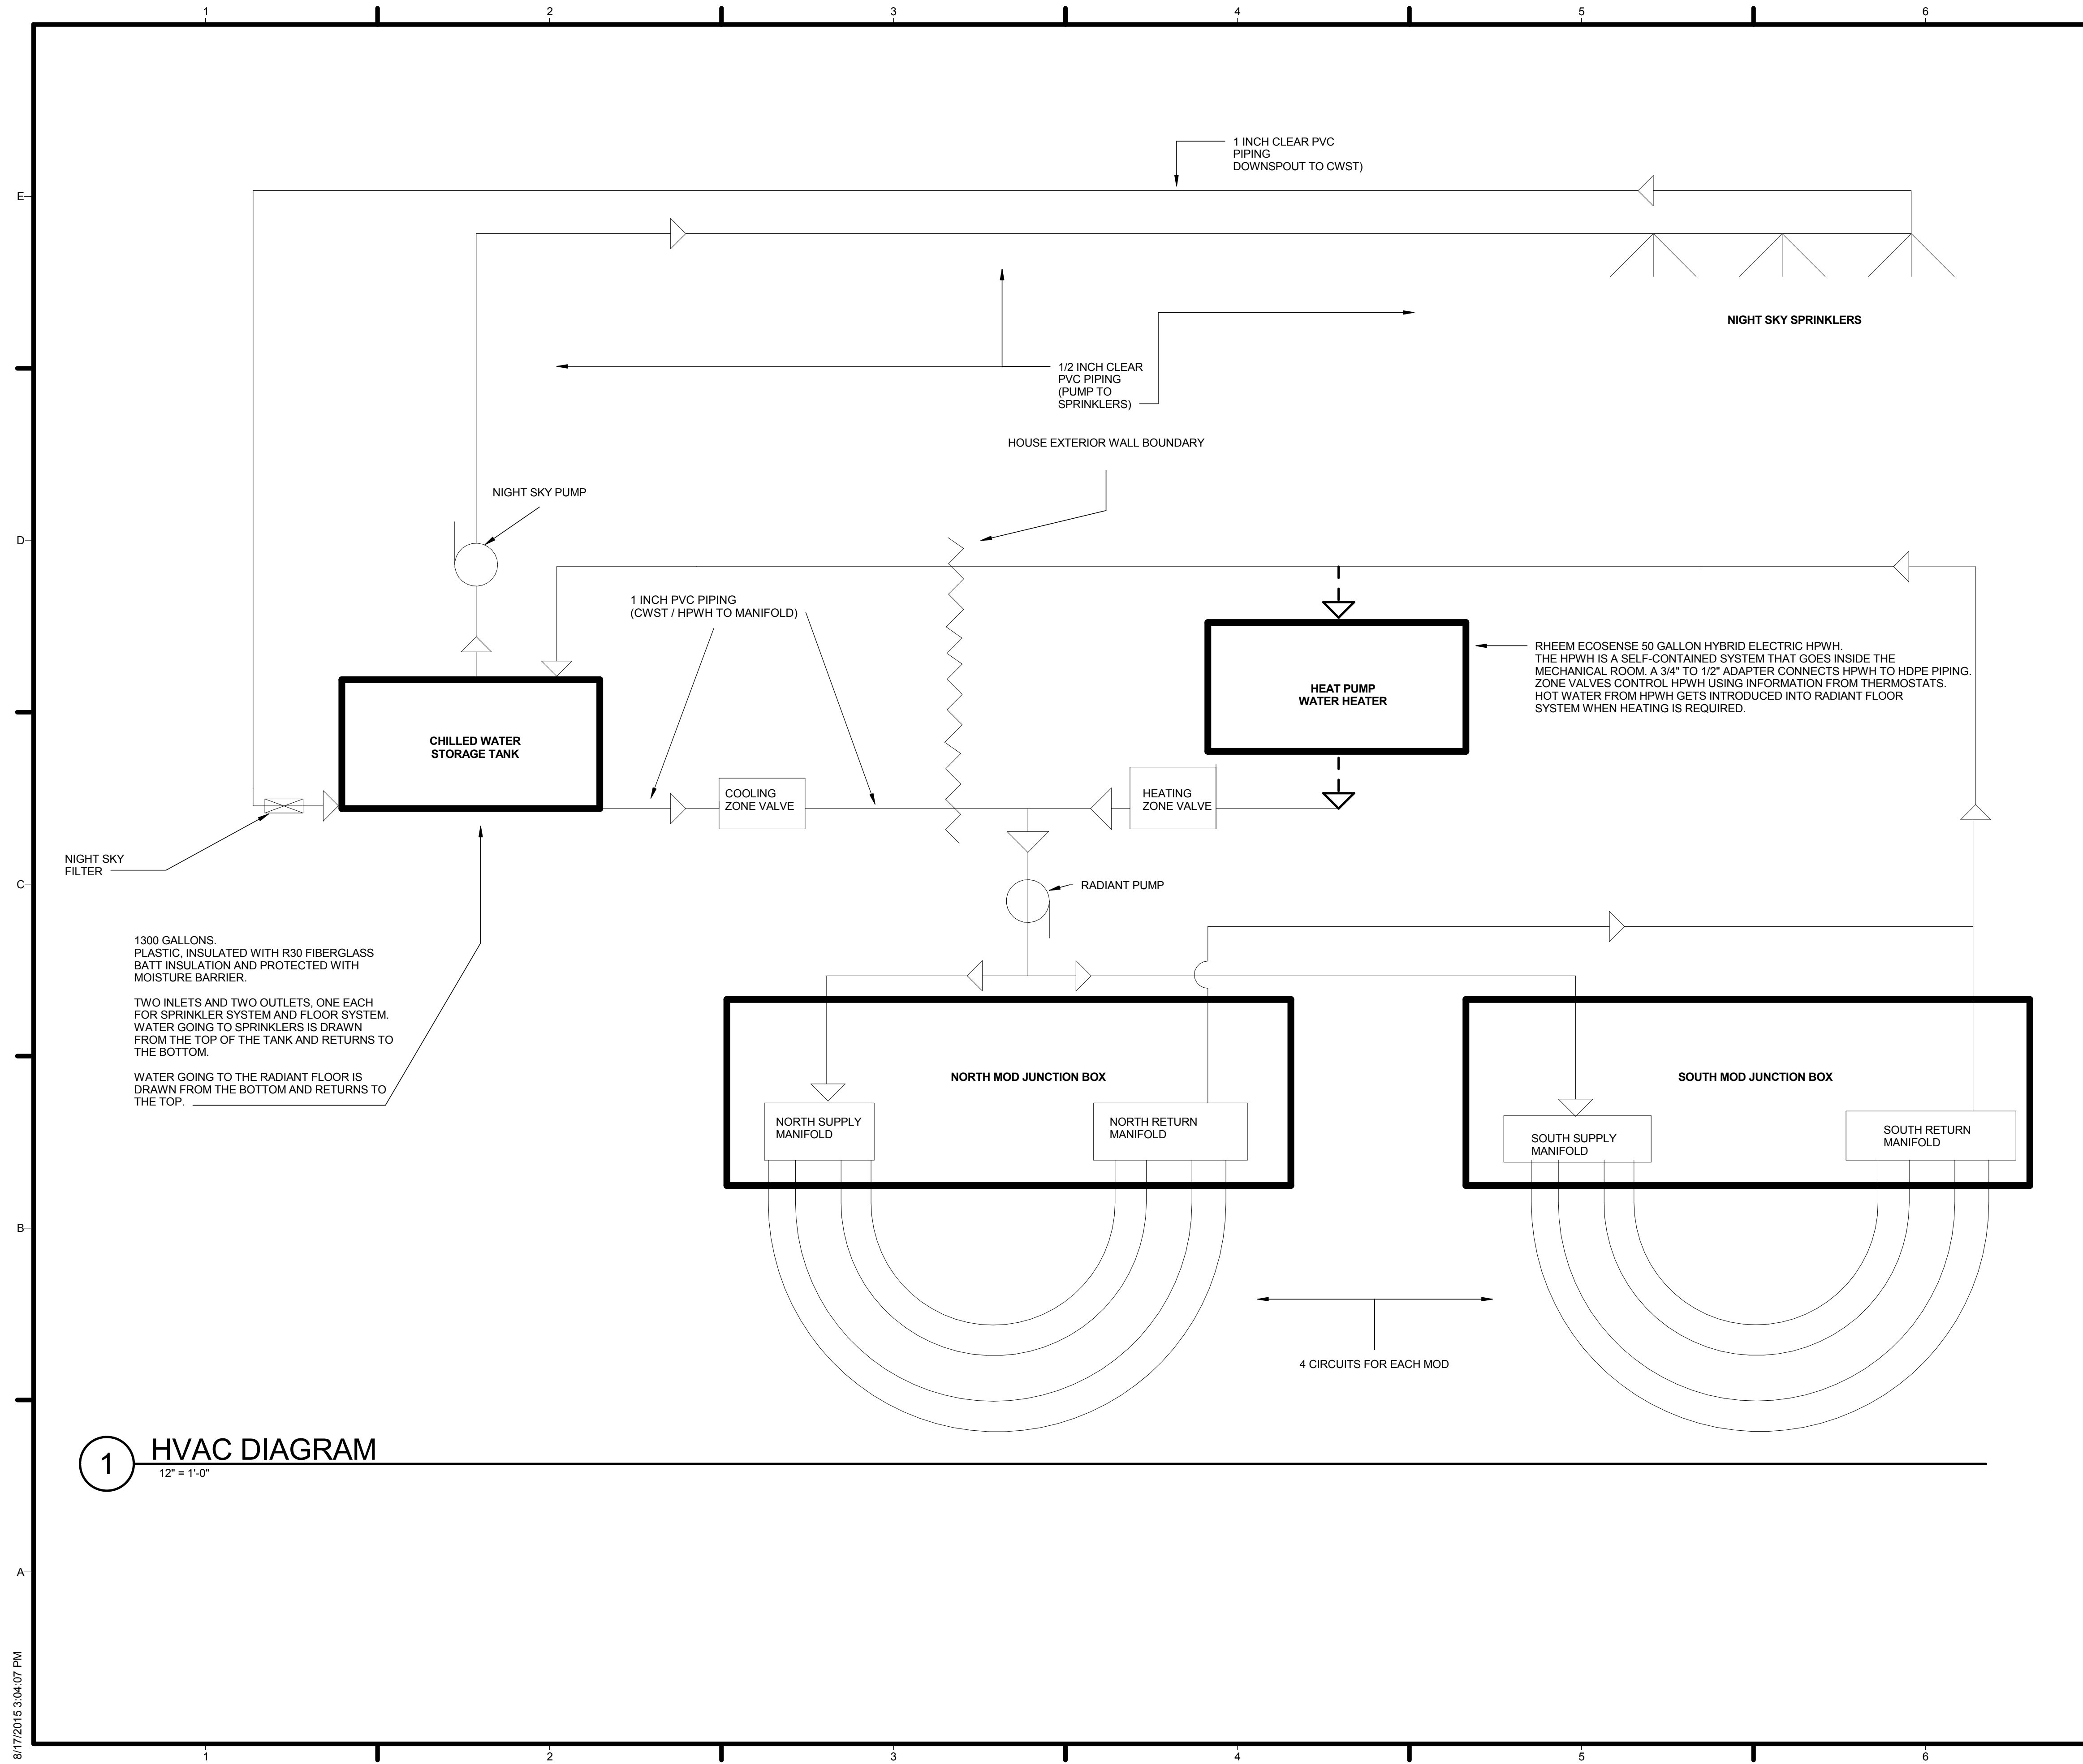 1 2 3 4 5 6
E
D
C
B
A
1 INCH CLEAR PVC
PIPING
DOWNSPOUT TO CWST)
NIGHT SKY SPRINKLERS
1/2 INCH CLEAR
PVC PIPING
(PUMP TO
SPRINKLERS)
HOUSE EXTERIOR WALL BOUNDARY
NIGHT SKY PUMP
1 INCH PVC PIPING
(CWST / HPWH TO MANIFOLD)
RHEEM ECOSENSE 50 GALLON HYBRID ELECTRIC HPWH.
THE HPWH IS A SELF-CONTAINED SYSTEM THAT GOES INSIDE THE
MECHANICAL ROOM. A 3/4" TO 1/2" ADAPTER CONNECTS HPWH TO HDPE PIPING.
ZONE VALVES CONTROL HPWH USING INFORMATION FROM THERMOSTATS.
HOT WATER FROM HPWH GETS INTRODUCED INTO RADIANT FLOOR
SYSTEM WHEN HEATING IS REQUIRED.
HEAT PUMP
WATER HEATER
CHILLED WATER
STORAGE TANK
COOLING
ZONE VALVE
HEATING
ZONE VALVE
NIGHT SKY
FILTER
RADIANT PUMP
1300 GALLONS.
PLASTIC, INSULATED WITH R30 FIBERGLASS
BATT INSULATION AND PROTECTED WITH
MOISTURE BARRIER.
TWO INLETS AND TWO OUTLETS, ONE EACH
FOR SPRINKLER SYSTEM AND FLOOR SYSTEM.
WATER GOING TO SPRINKLERS IS DRAWN
FROM THE TOP OF THE TANK AND RETURNS TO
THE BOTTOM.
WATER GOING TO THE RADIANT FLOOR IS
DRAWN FROM THE BOTTOM AND RETURNS TO
THE TOP.
NORTH MOD JUNCTION BOX
SOUTH MOD JUNCTION BOX
NORTH SUPPLY
MANIFOLD
NORTH RETURN
MANIFOLD
SOUTH SUPPLY
MANIFOLD
SOUTH RETURN
MANIFOLD
4 CIRCUITS FOR EACH MOD
1 HVAC DIAGRAM
12" = 1'-0"
8/17/2015 3:04:07 PM
1 2 3 4 5 6